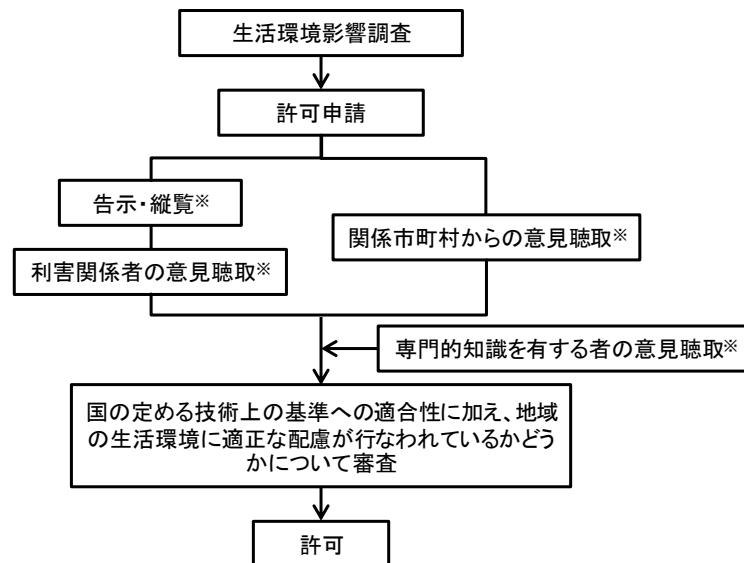 生活環境影響調査
許可申請
告示・縦覧※
利害関係者の意見聴取※
関係市町村からの意見聴取※
専門的知識を有する者の意見聴取※
国の定める技術上の基準への適合性に加え、地域
の生活環境に適正な配慮が行なわれているかどう
かについて審査
許可